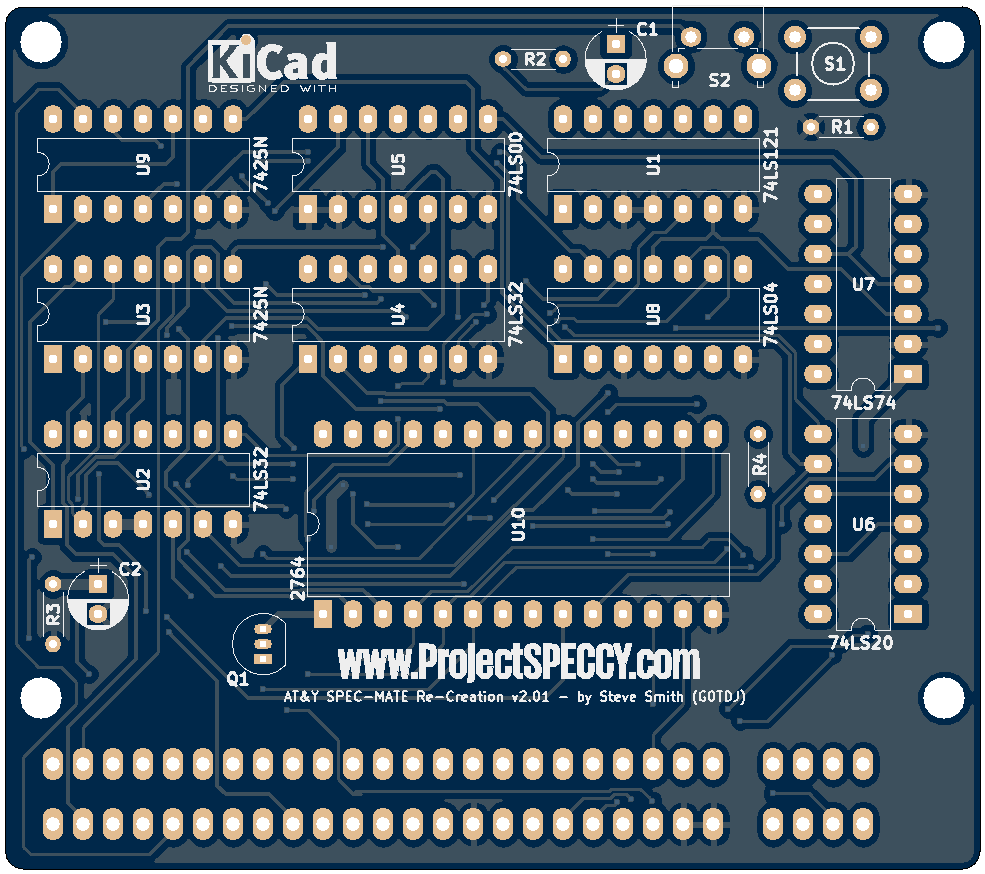 KiCad
DESIGNED WITH
R2
C1
S2
S1
R1
U9
7425N
U5
74LS00
U1
74LS121
U7
74LS74
U3
7425N
U4
74LS32
U8
74LS04
U2
74LS32
U10
2764
R4
U6
74LS20
C2
R3
Q1
www.ProjectSPECCY.com
AT&Y SPEC-MATE Re-Creation v2.01 - by Steve Smith (G0TDJ)